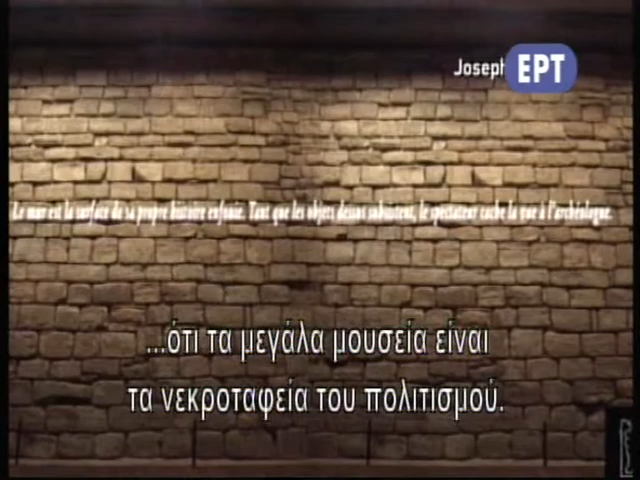 Joseph
ΕΡΤ
Le mur est la surface de sa propre histoire enfouie. Tant que les objets dessus subsistent, le spectateur cache la vue à l'archéologue.
...ότι τα μεγάλα μουσεία είναι
τα νεκροταφεία του πολιτισμού.